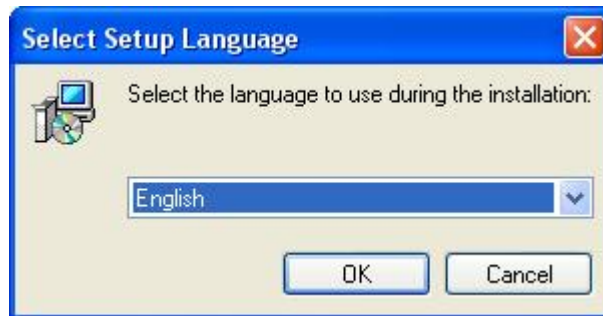 Select Setup Language
Select the language to use during the installation:
English
OK
Cancel